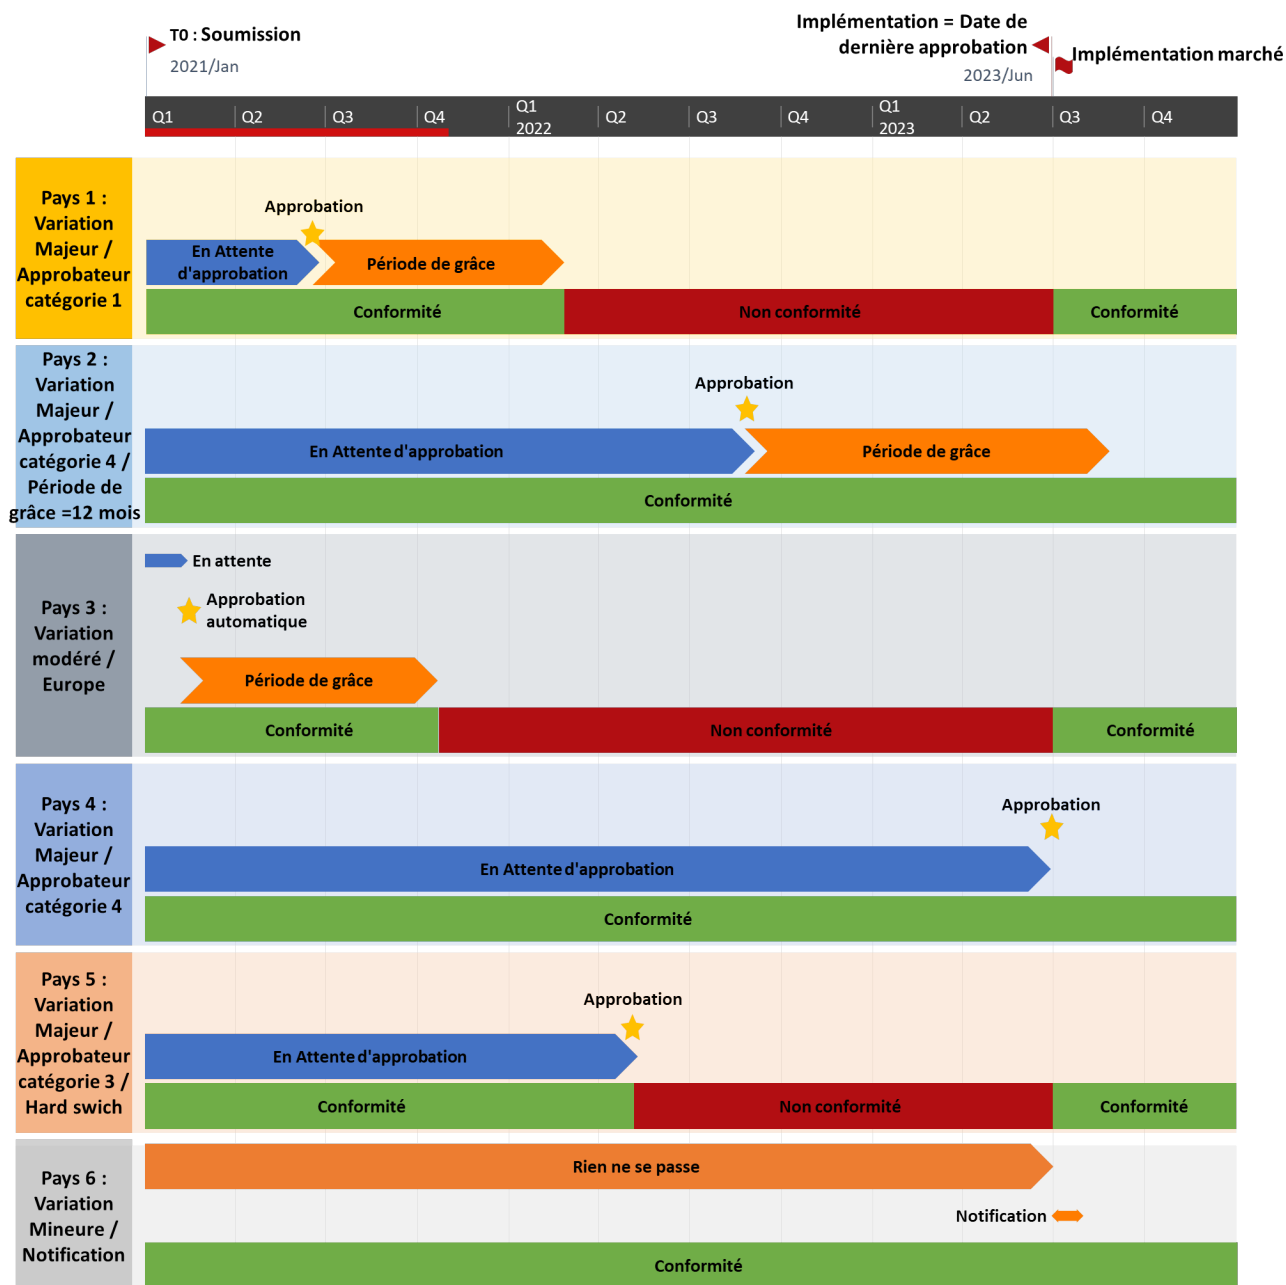 T0 : Soumission
2021/Jan
Implémentation = Date de
dernière approbation
2023/Jun
Implémentation marché
Q1
Q2
Q3
Q4
Q1
2022
Q2
Q3
Q4
Q1
2023
Q2
Q3
Q4
Pays 1 :
Variation
Majeur /
Approbateur
catégorie 1
Approbation
En Attente
d'approbation
Période de grâce
Conformité
Non conformité
Conformité
Pays 2 :
Variation
Majeur /
Approbateur
catégorie 4 /
Période de
grâce =12 mois
Approbation
En Attente d'approbation
Période de grâce
Conformité
Pays 3 :
Variation
modéré /
Europe
En attente
Approbation
automatique
Période de grâce
Conformité
Non conformité
Conformité
Pays 4 :
Variation
Majeur /
Approbateur
catégorie 4
Approbation
En Attente d'approbation
Conformité
Pays 5 :
Variation
Majeur /
Approbateur
catégorie 3 /
Hard swich
Approbation
En Attente d'approbation
Conformité
Non conformité
Conformité
Pays 6 :
Variation
Mineure /
Notification
Rien ne se passe
Notification
Conformité